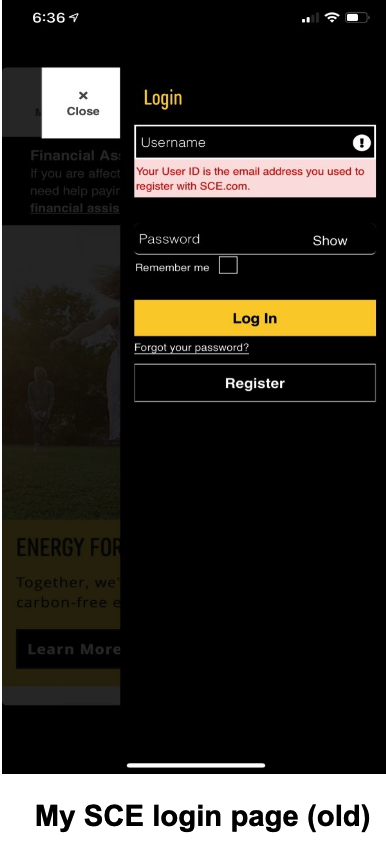 6:36
Close
Login
Username
Your User ID is the email address you used to
register with SCE.com.
Password
Show
Remember me
Log In
Forgot your password?
Register
Financial As
If you are affect
need help payin
financial assis
ENERGY FOR
Together, we'
carbon-free e
Learn More
My SCE login page (old)